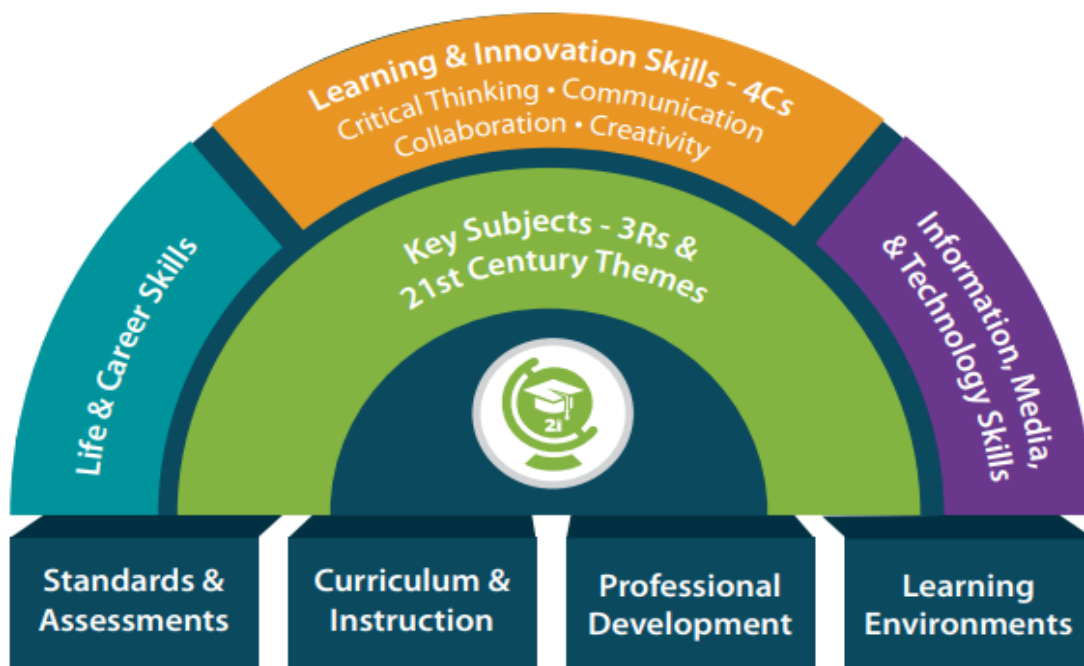 Learning & Innovation Skills - 4Cs
Critical Thinking • Communication
Collaboration • Creativity
Life & Career Skills
Key Subjects - 3Rs &
21st Century Themes
Information, Media,
& Technology Skills
2i
Standards &
Assessments
Curriculum &
Instruction
Professional
Development
Learning
Environments